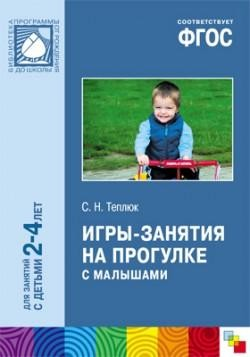 БИБЛИОТЕКА ПРОГРАММЫ
ОТ РОЖДЕНИЯ
ДО ШКОЛЫ
СООТВЕТСТВУЕТ
ФГОС
ДЛЯ ЗАНЯТИЙ
С ДЕТЬМИ 2-4 ЛЕТ
С. Н. Теплюк
ИГРЫ-ЗАНЯТИЯ
НА ПРОГУЛКЕ
С МАЛЫШАМИ